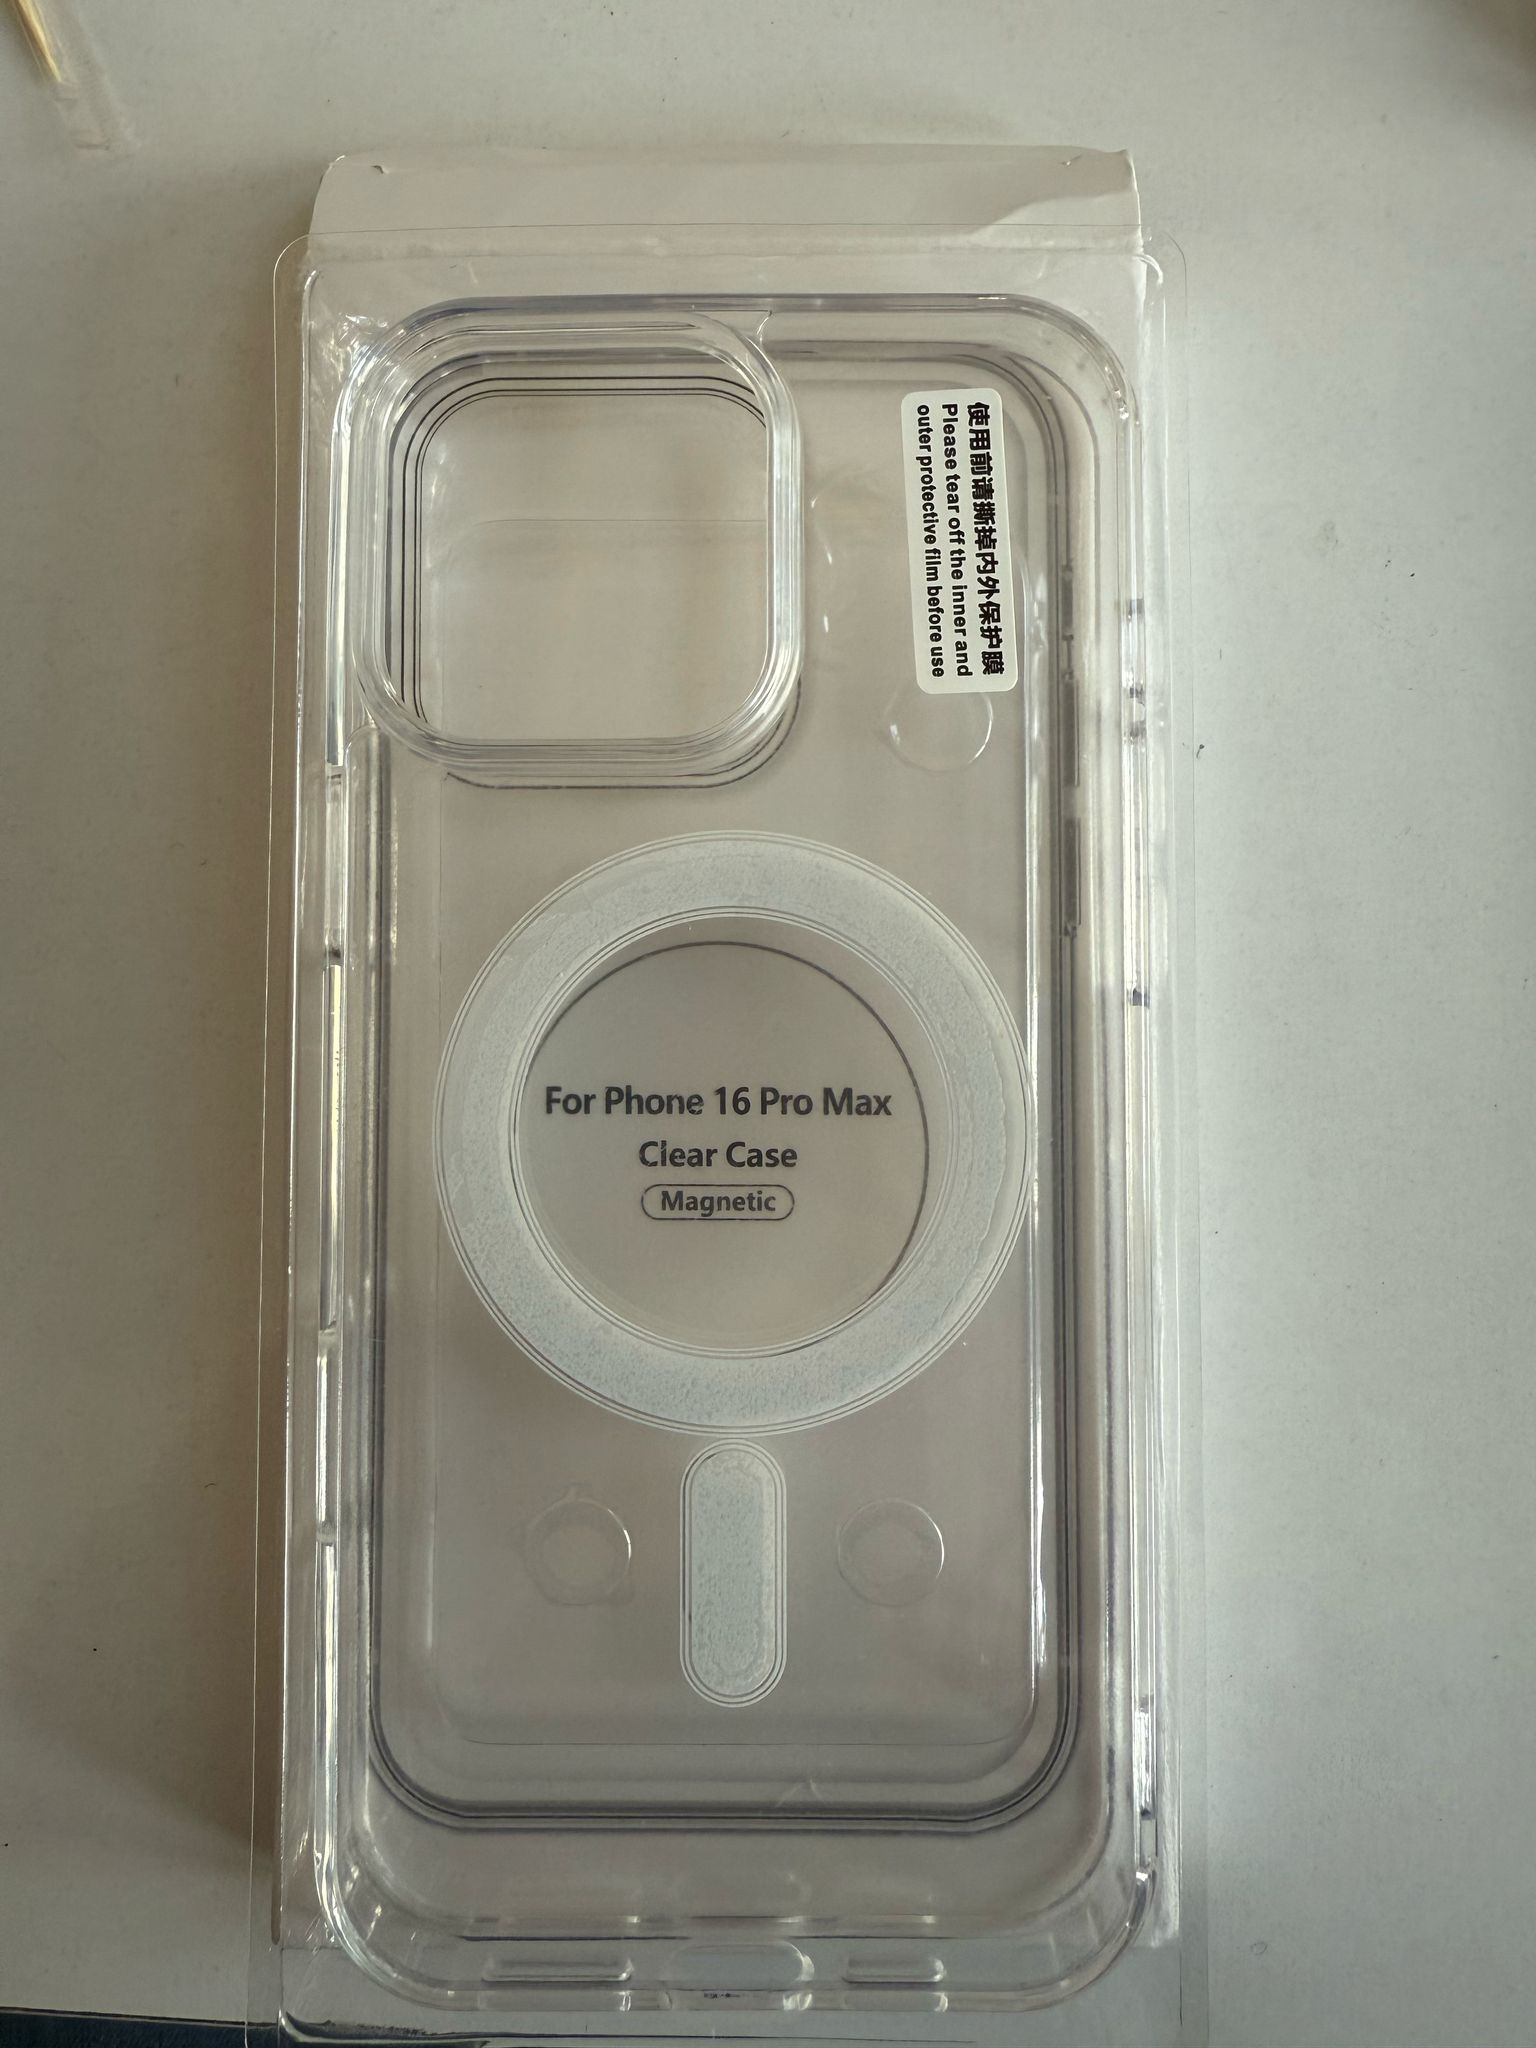 使用前请撕掉内外保护膜
Please tear off the inner and
outer protective film before use
For Phone 16 Pro Max
Clear Case
Magnetic